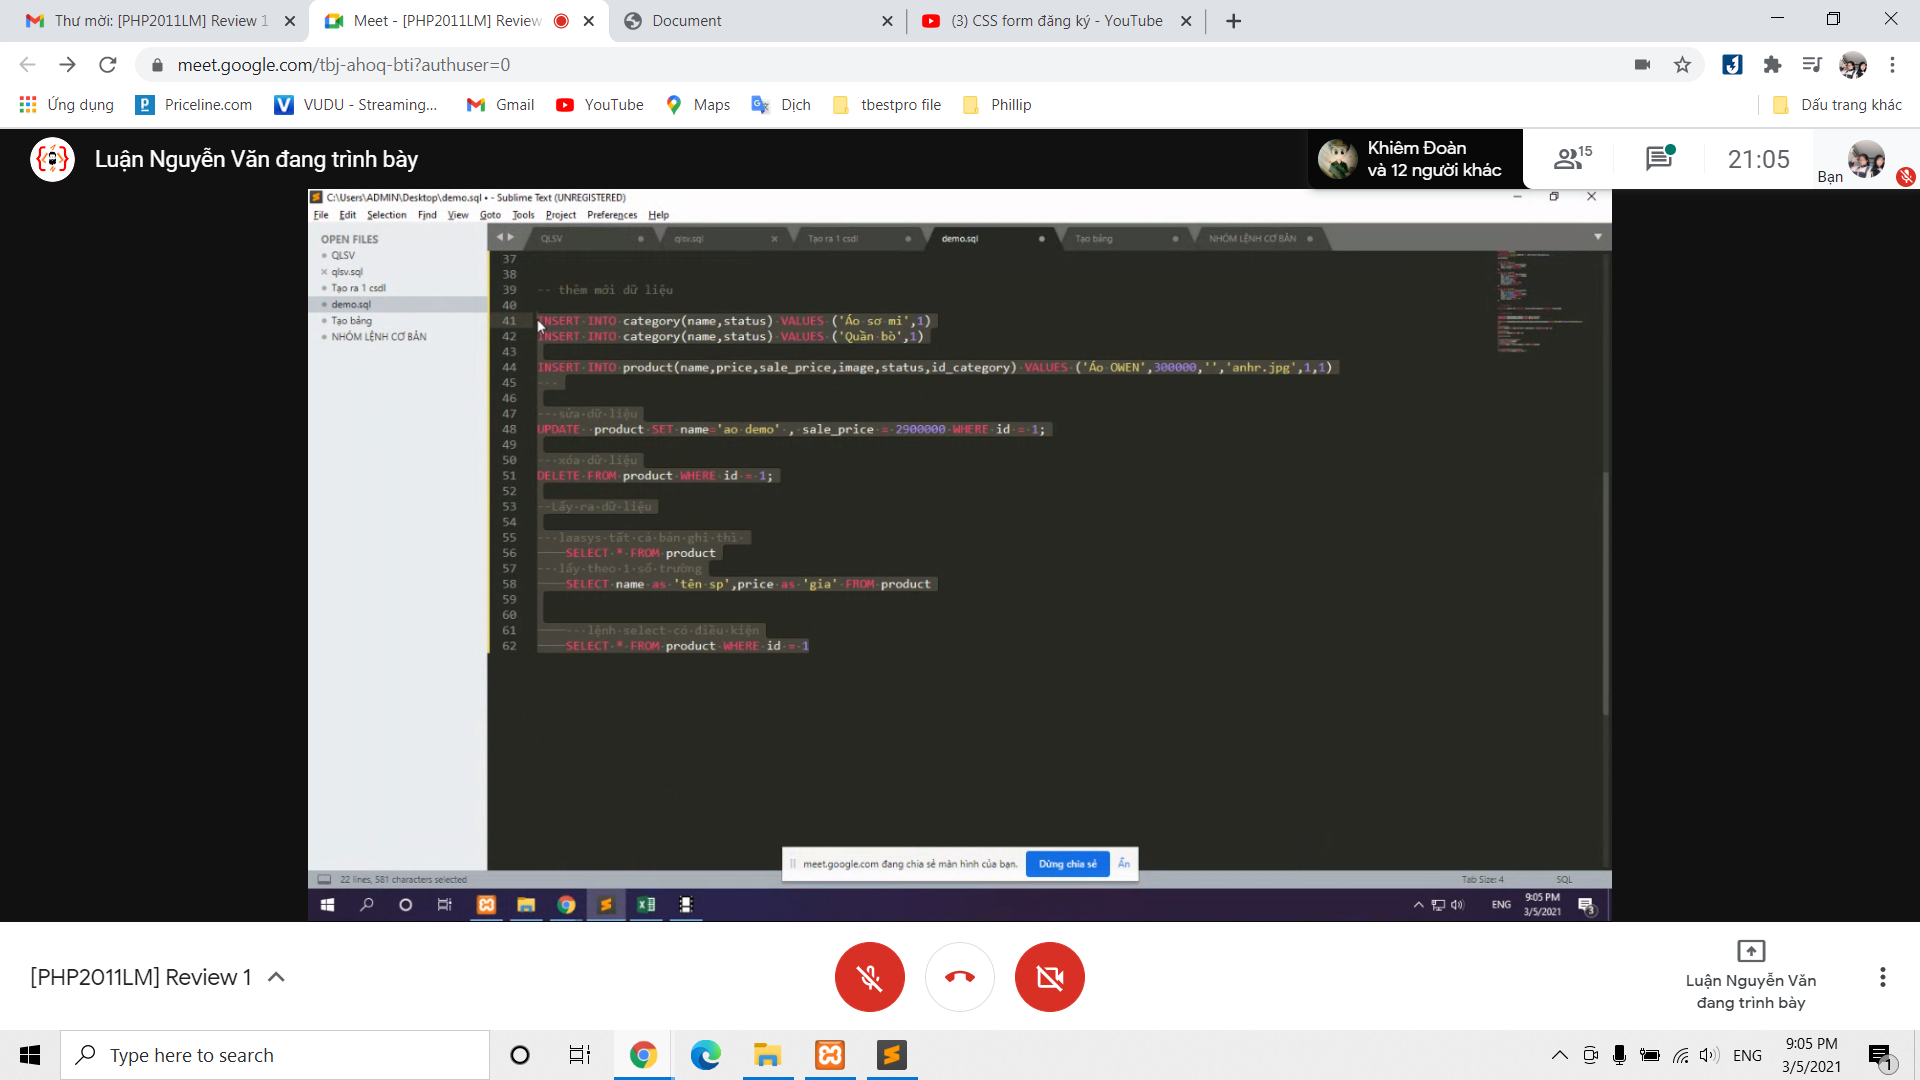 Thư mời: [PHP2011LM] Review 1
Meet - [PHP2011LM] Review
Document
(3) CSS form đăng ký - YouTube
meet.google.com/tbj-ahoq-bti?authuser=0
Ứng dụng
Priceline.com
VUDU - Streaming...
Gmail
YouTube
Maps
Dịch
tbestpro file
Phillip
Dấu trang khác
Luận Nguyễn Văn đang trình bày
Khiêm Đoàn
và 12 người khác
15
21:05
Bạn
C:\Users\ADMIN\Desktop\demo.sql • - Sublime Text (UNREGISTERED)
File Edit Selection Find View Goto Tools Project Preferences Help
OPEN FILES
QLSV
qlsv.sql
Tạo ra 1 csdl
demo.sql
Tạo bảng
NHÓM LỆNH CƠ BẢN
QLSV
qlsv.sql
Tạo ra 1 csdl
demo.sql
Tạo bảng
NHÓM LỆNH CƠ BẢN
37
38
39 -- thêm mới dữ liệu
40
41 INSERT INTO category(name,status) VALUES ('Áo sơ mi',1)
42 INSERT INTO category(name,status) VALUES ('Quần bò',1)
43
44 INSERT INTO product(name,price,sale_price,image,status,id_category) VALUES ('Áo OWEN',300000,'','anhr.jpg',1,1)
45 --
46
47 -- sửa dữ liệu
48 UPDATE product SET name='ao demo' , sale_price = 2900000 WHERE id = 1;
49
50 -- xóa dữ liệu
51 DELETE FROM product WHERE id = 1;
52
53 --Lấy ra dữ liệu
54
55 -- laasys tất cả bản ghi thì
56 SELECT * FROM product
57 -- lấy theo 1 số trường
58 SELECT name as 'tên sp',price as 'gia' FROM product
59
60
61 -- lệnh select có điều kiện
62 SELECT * FROM product WHERE id = 1
meet.google.com đang chia sẻ màn hình của bạn.
Dừng chia sẻ
Ẩn
22 lines, 581 characters selected
Tab Size: 4
SQL
ENG
9:05 PM
3/5/2021
3
[PHP2011LM] Review 1
Luận Nguyễn Văn
đang trình bày
Type here to search
ENG
9:05 PM
3/5/2021
1